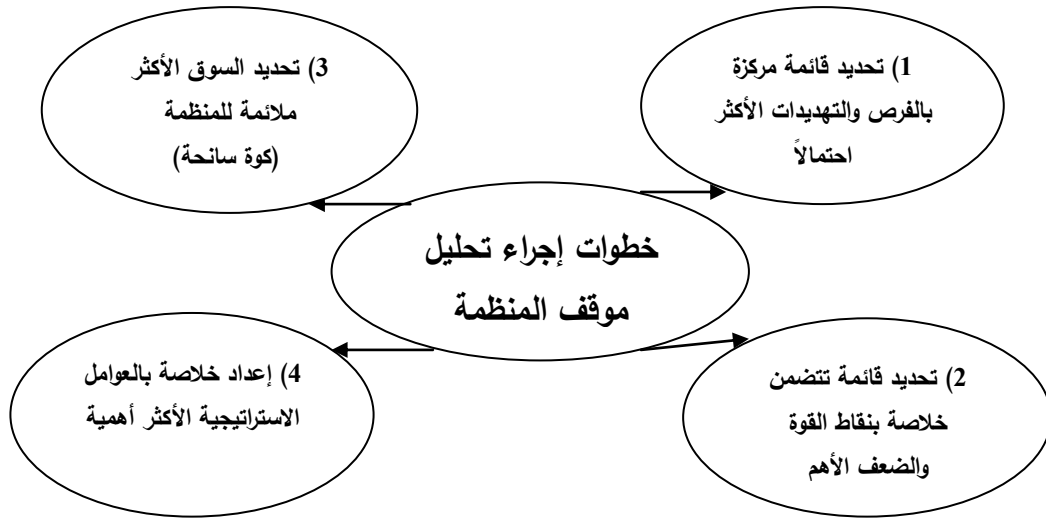 خطوات إجراء تحليل
موقف المنظمة
1) تحديد قائمة مركزة
بالفرص والتهديدات الأكثر
احتمالاً
2) تحديد قائمة تتضمن
خلاصة بنقاط القوة
والضعف الأهم
3) تحديد السوق الأكثر
ملائمة للمنظمة
(كوة سانحة)
4) إعداد خلاصة بالعوامل
الاستراتيجية الأكثر أهمية